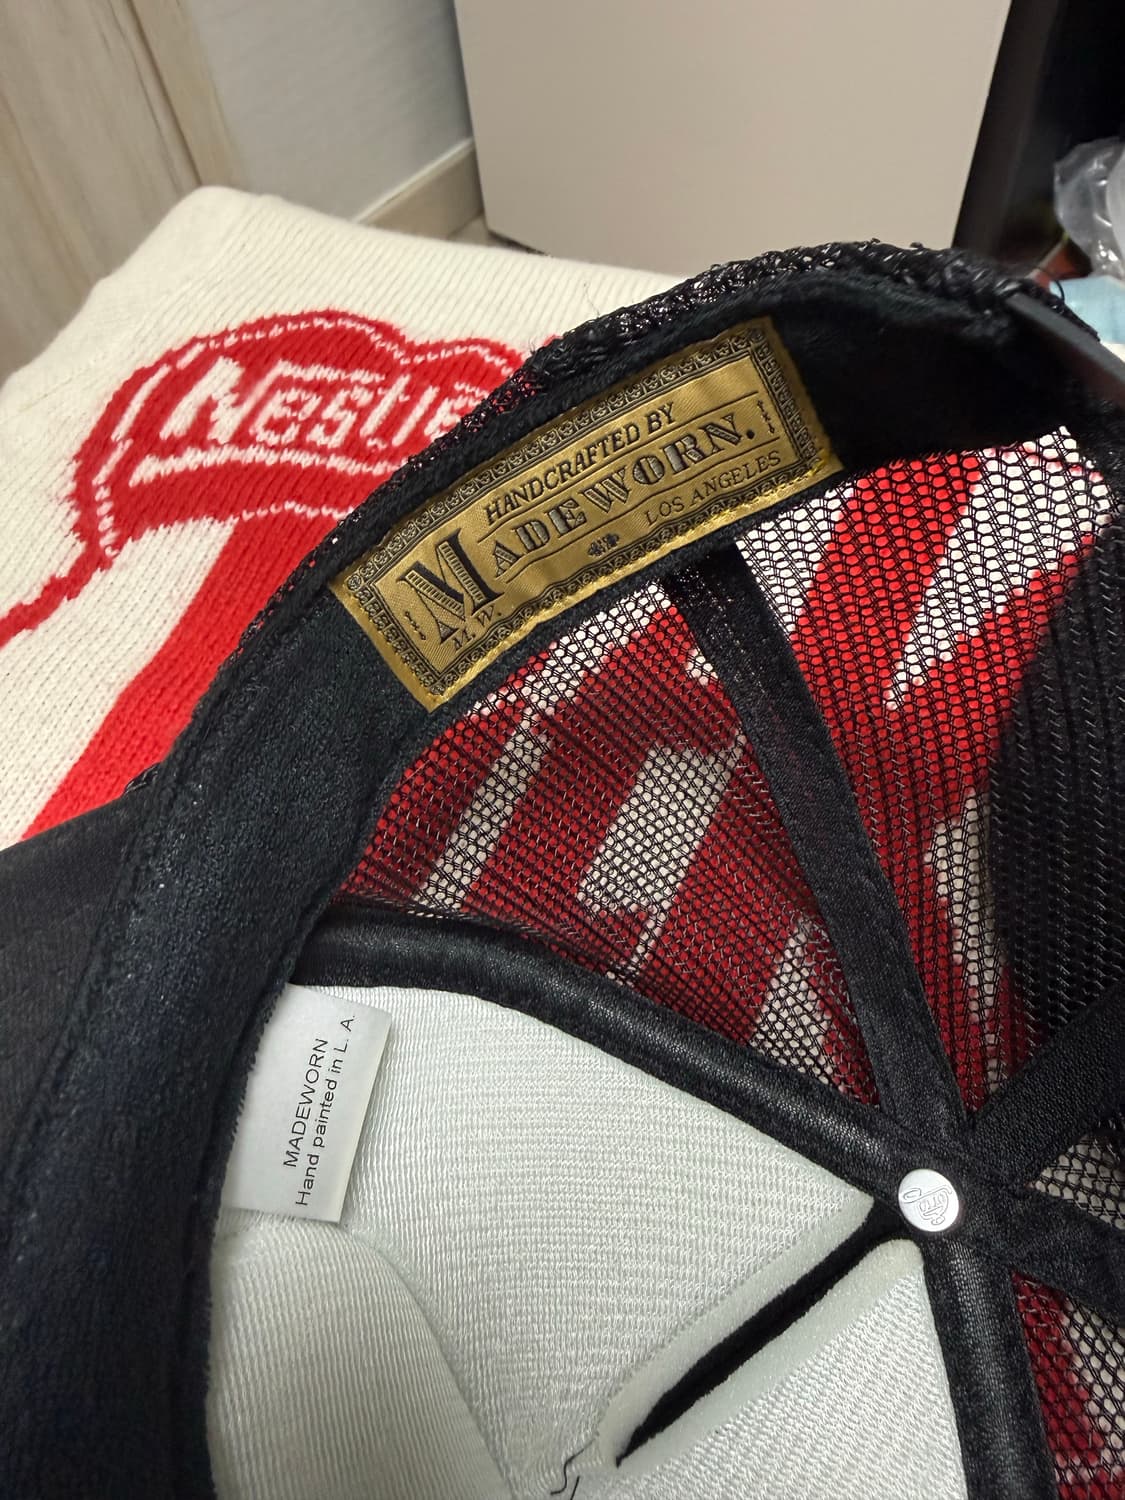 HANDCRAFTED BY
MADEWORN.
M.W.
LOS ANGELES
MADEWORN
Hand painted in L. A.